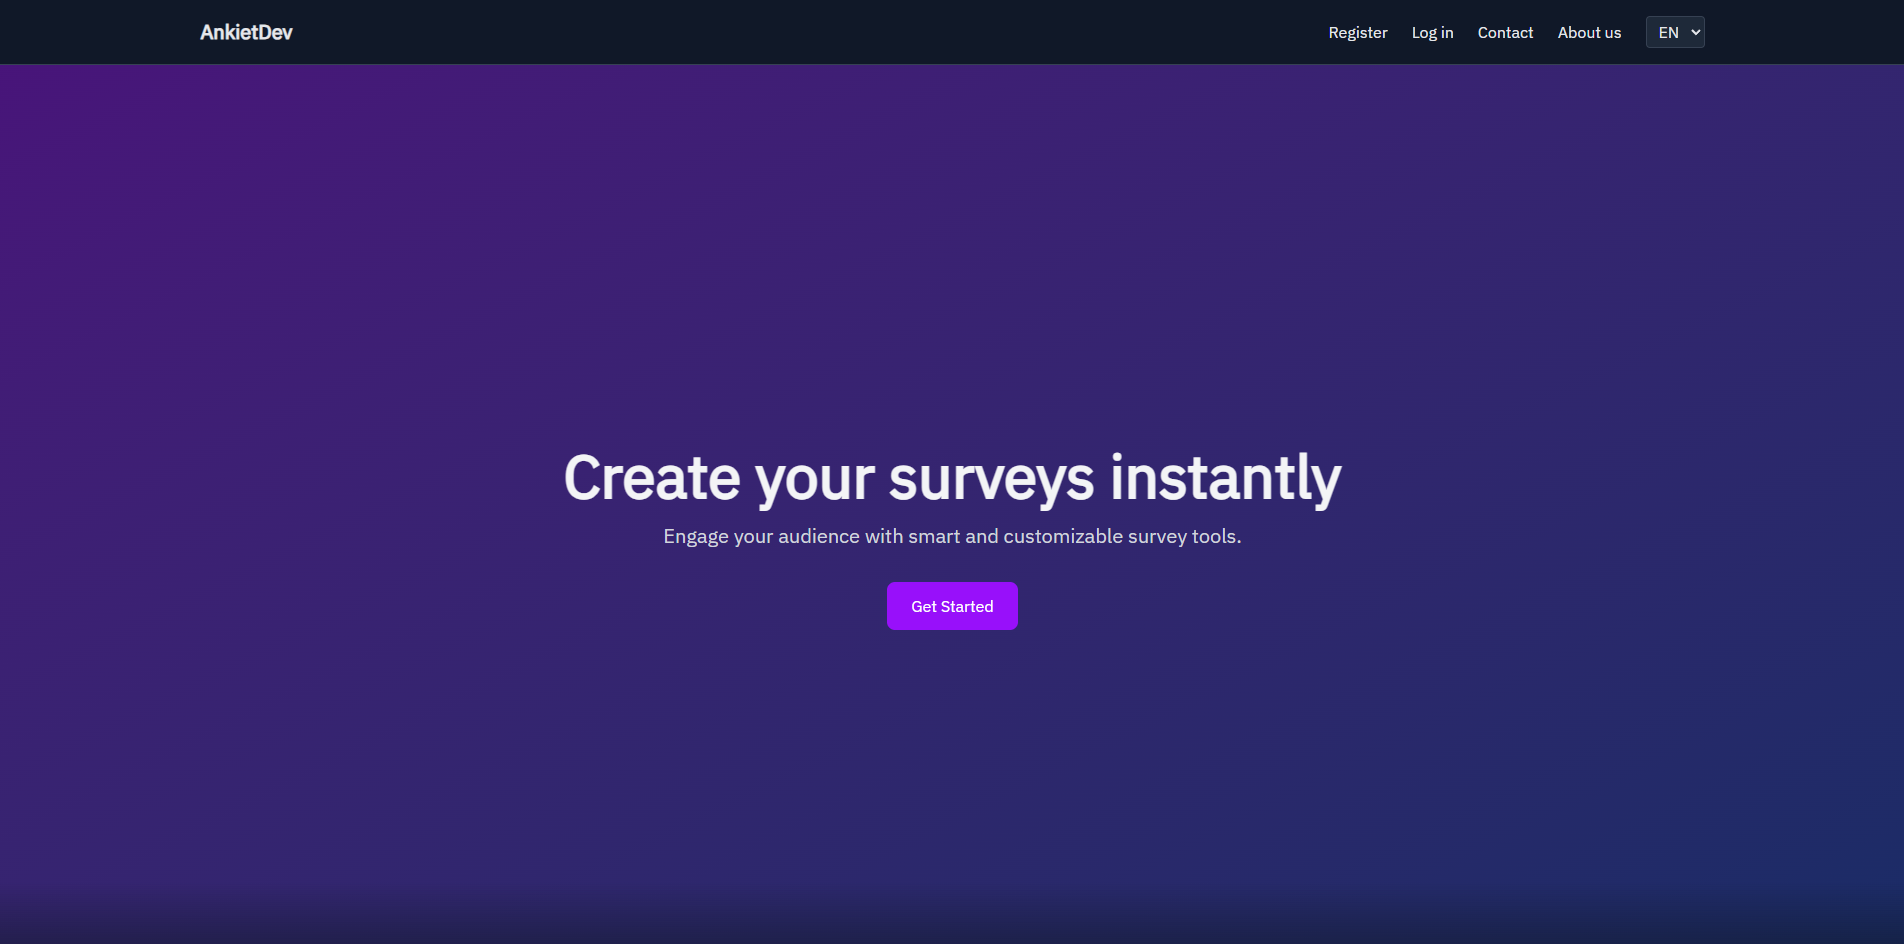 AnkietDev
Register Log in Contact About us EN
Create your surveys instantly
Engage your audience with smart and customizable survey tools.
Get Started